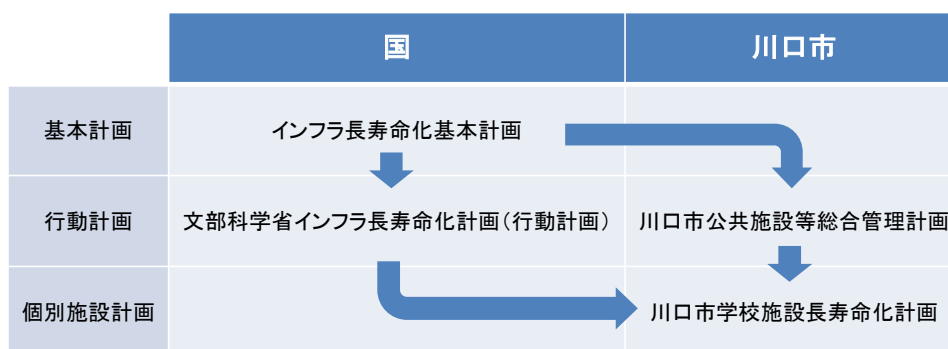 国 川口市
基本計画 インフラ長寿命化基本計画
行動計画 文部科学省インフラ長寿命化計画(行動計画) 川口市公共施設等総合管理計画
個別施設計画 川口市学校施設長寿命化計画